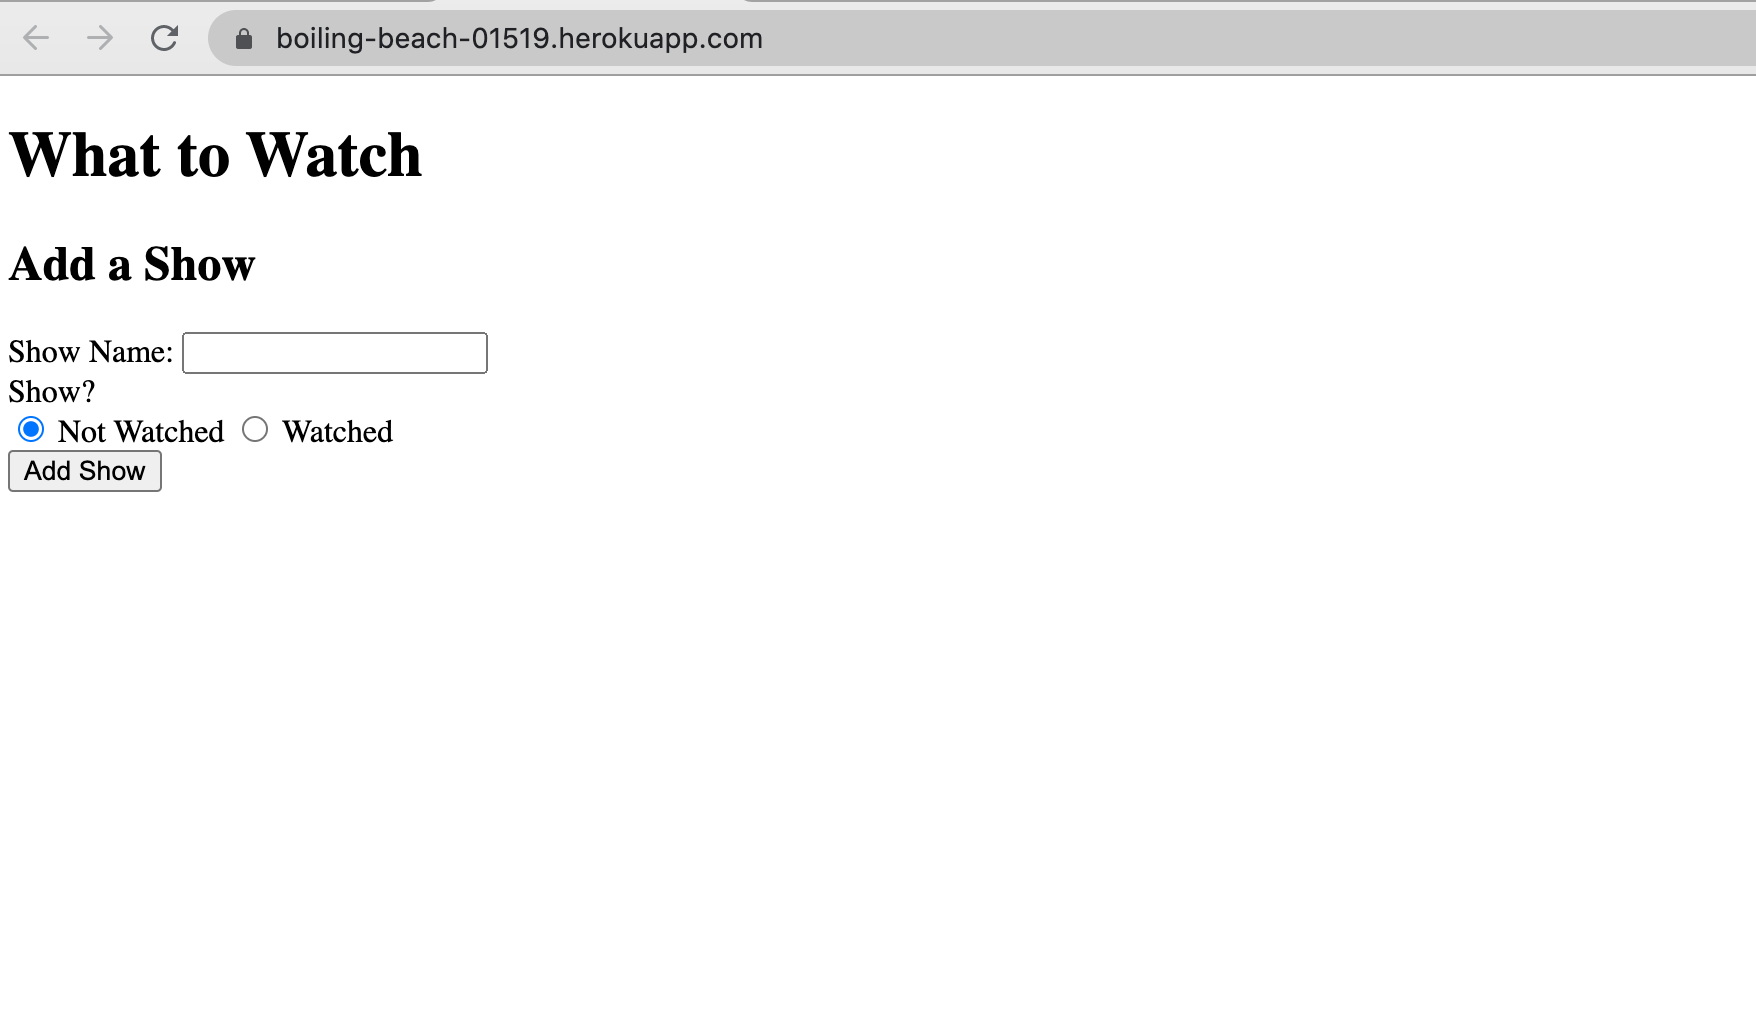 boiling-beach-01519.herokuapp.com
What to Watch
Add a Show
Show Name:
Show?
Not Watched Watched
Add Show